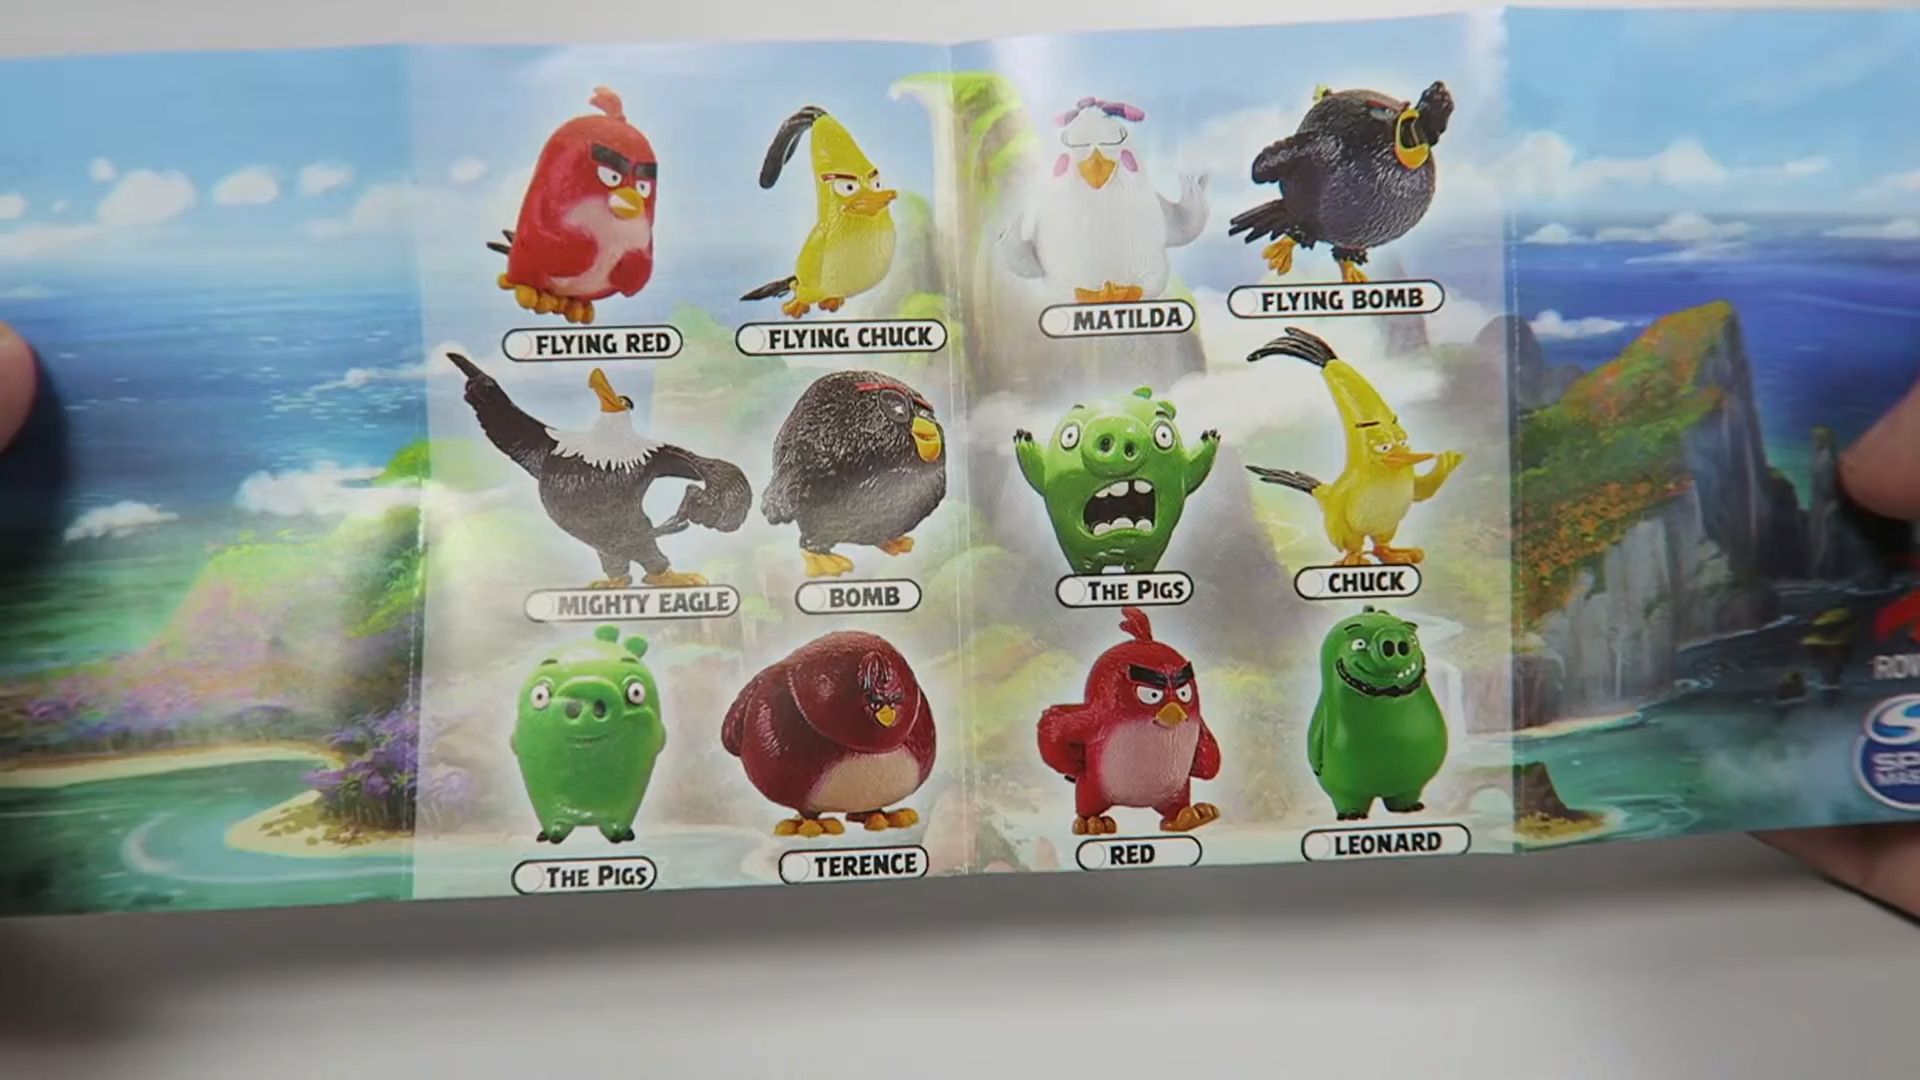 FLYING RED
FLYING CHUCK
MATILDA
FLYING BOMB
MIGHTY EAGLE
BOMB
THE PIGS
CHUCK
THE PIGS
TERENCE
RED
LEONARD